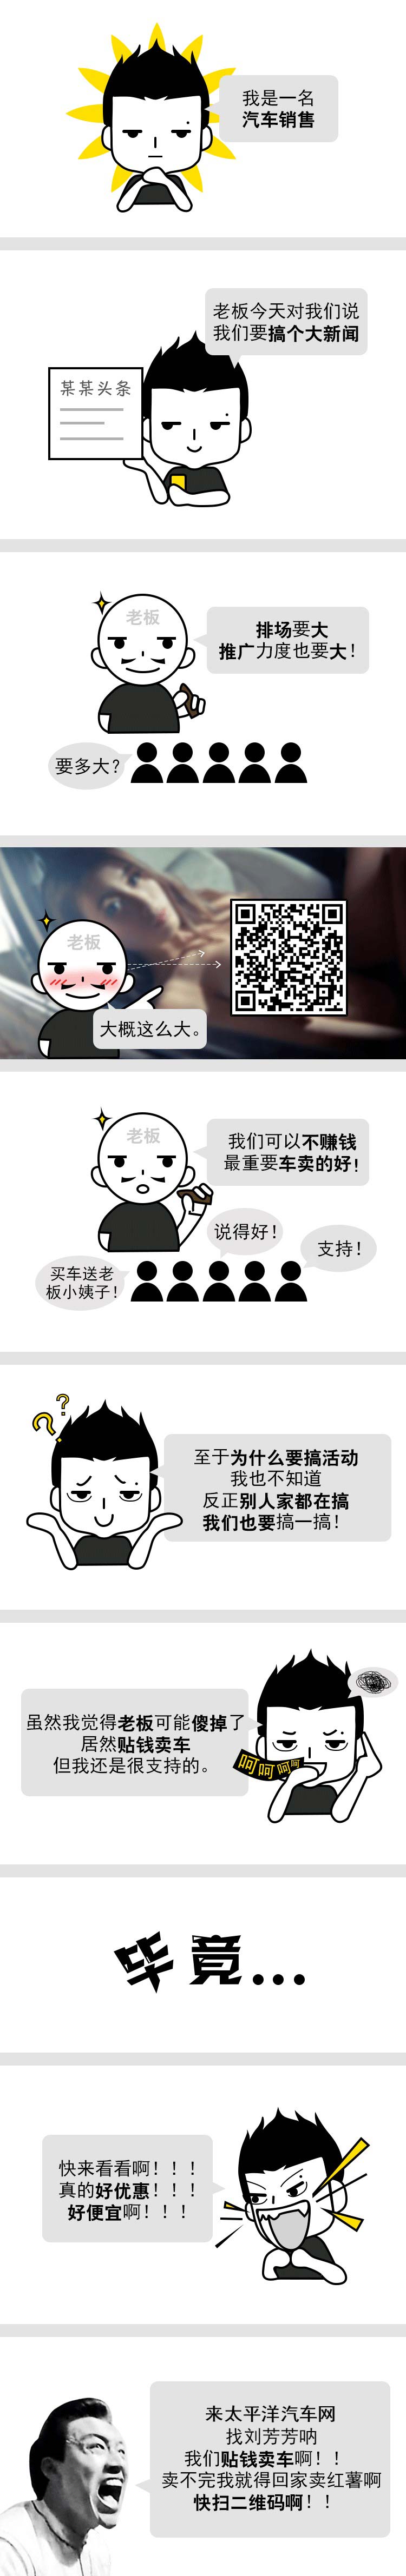 我是一名
汽车销售
老板今天对我们说
我们要搞个大新闻
某某头条
老板
排场要大
推广力度也要大！
要多大？
老板
大概这么大。
老板
我们可以不赚钱
最重要车卖的好！
说得好！
支持！
买车送老
板小姨子！
??
至于为什么要搞活动
我也不知道
反正别人家都在搞
我们也要搞一搞！
虽然我觉得老板可能傻掉了
居然贴钱卖车
但我还是很支持的。
呵呵呵呵
毕竟...
快来看看啊！！！
真的好优惠！！！
好便宜啊！！！
来太平洋汽车网
找刘芳芳呐
我们贴钱卖车啊！！
卖不完我就得回家卖红薯啊
快扫二维码啊！！